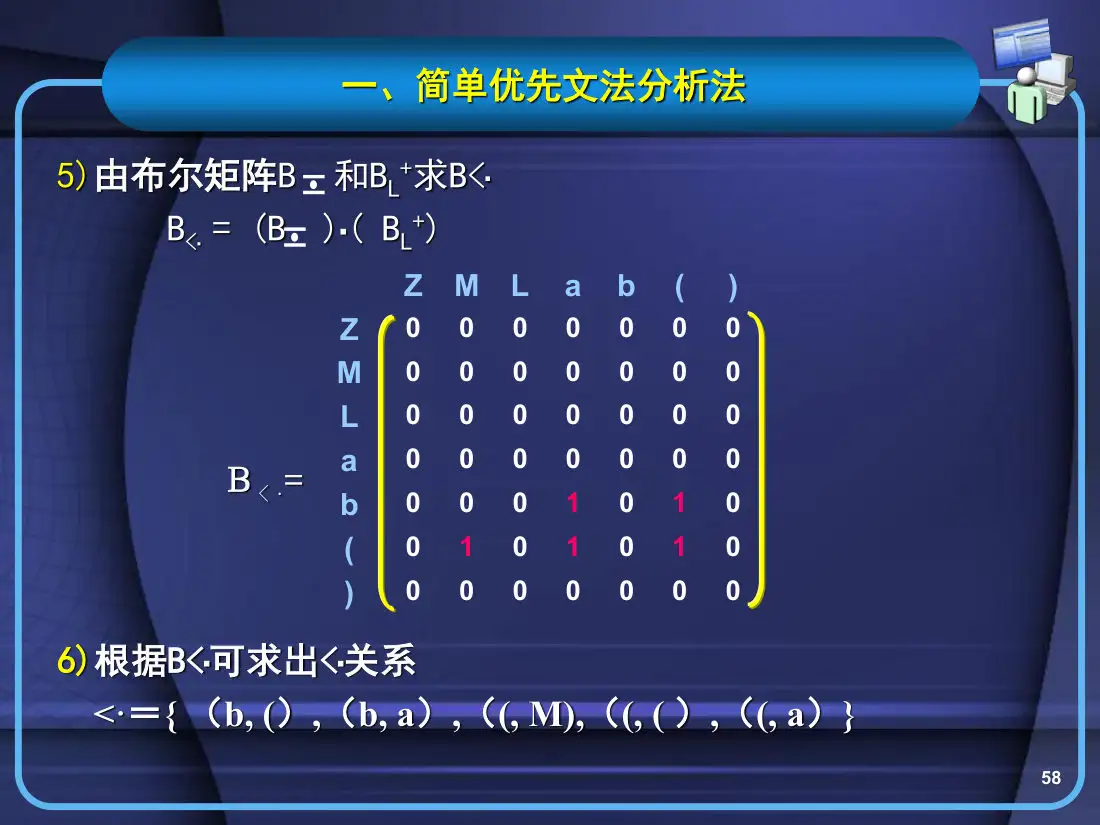 一、简单优先文法分析法
5)由布尔矩阵B≐和B_L^+求B<·
B<· = (B≐ )·( B_L^+)
Z M L a b ( )
Z 0 0 0 0 0 0 0
M 0 0 0 0 0 0 0
L 0 0 0 0 0 0 0
a 0 0 0 0 0 0 0
B<·= b 0 0 0 1 0 1 0
( 0 1 0 1 0 1 0
) 0 0 0 0 0 0 0
6)根据B<·可求出<·关系
<·＝{ （b, (）,（b, a）,（(, M),（(, ( ）,（(, a）}
58